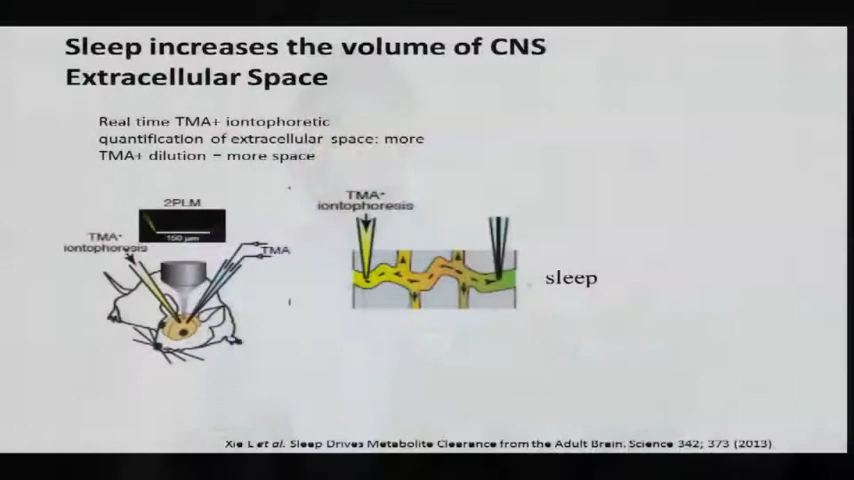 Sleep increases the volume of CNS
Extracellular Space
Real time TMA+ iontophoretic
quantification of extracellular space: more
TMA+ dilution = more space
2PLM
150 μm
TMA+
iontophoresis
TMA
TMA+
iontophoresis
sleep
Xie L et al. Sleep Drives Metabolite Clearance from the Adult Brain. Science 342; 373 (2013)